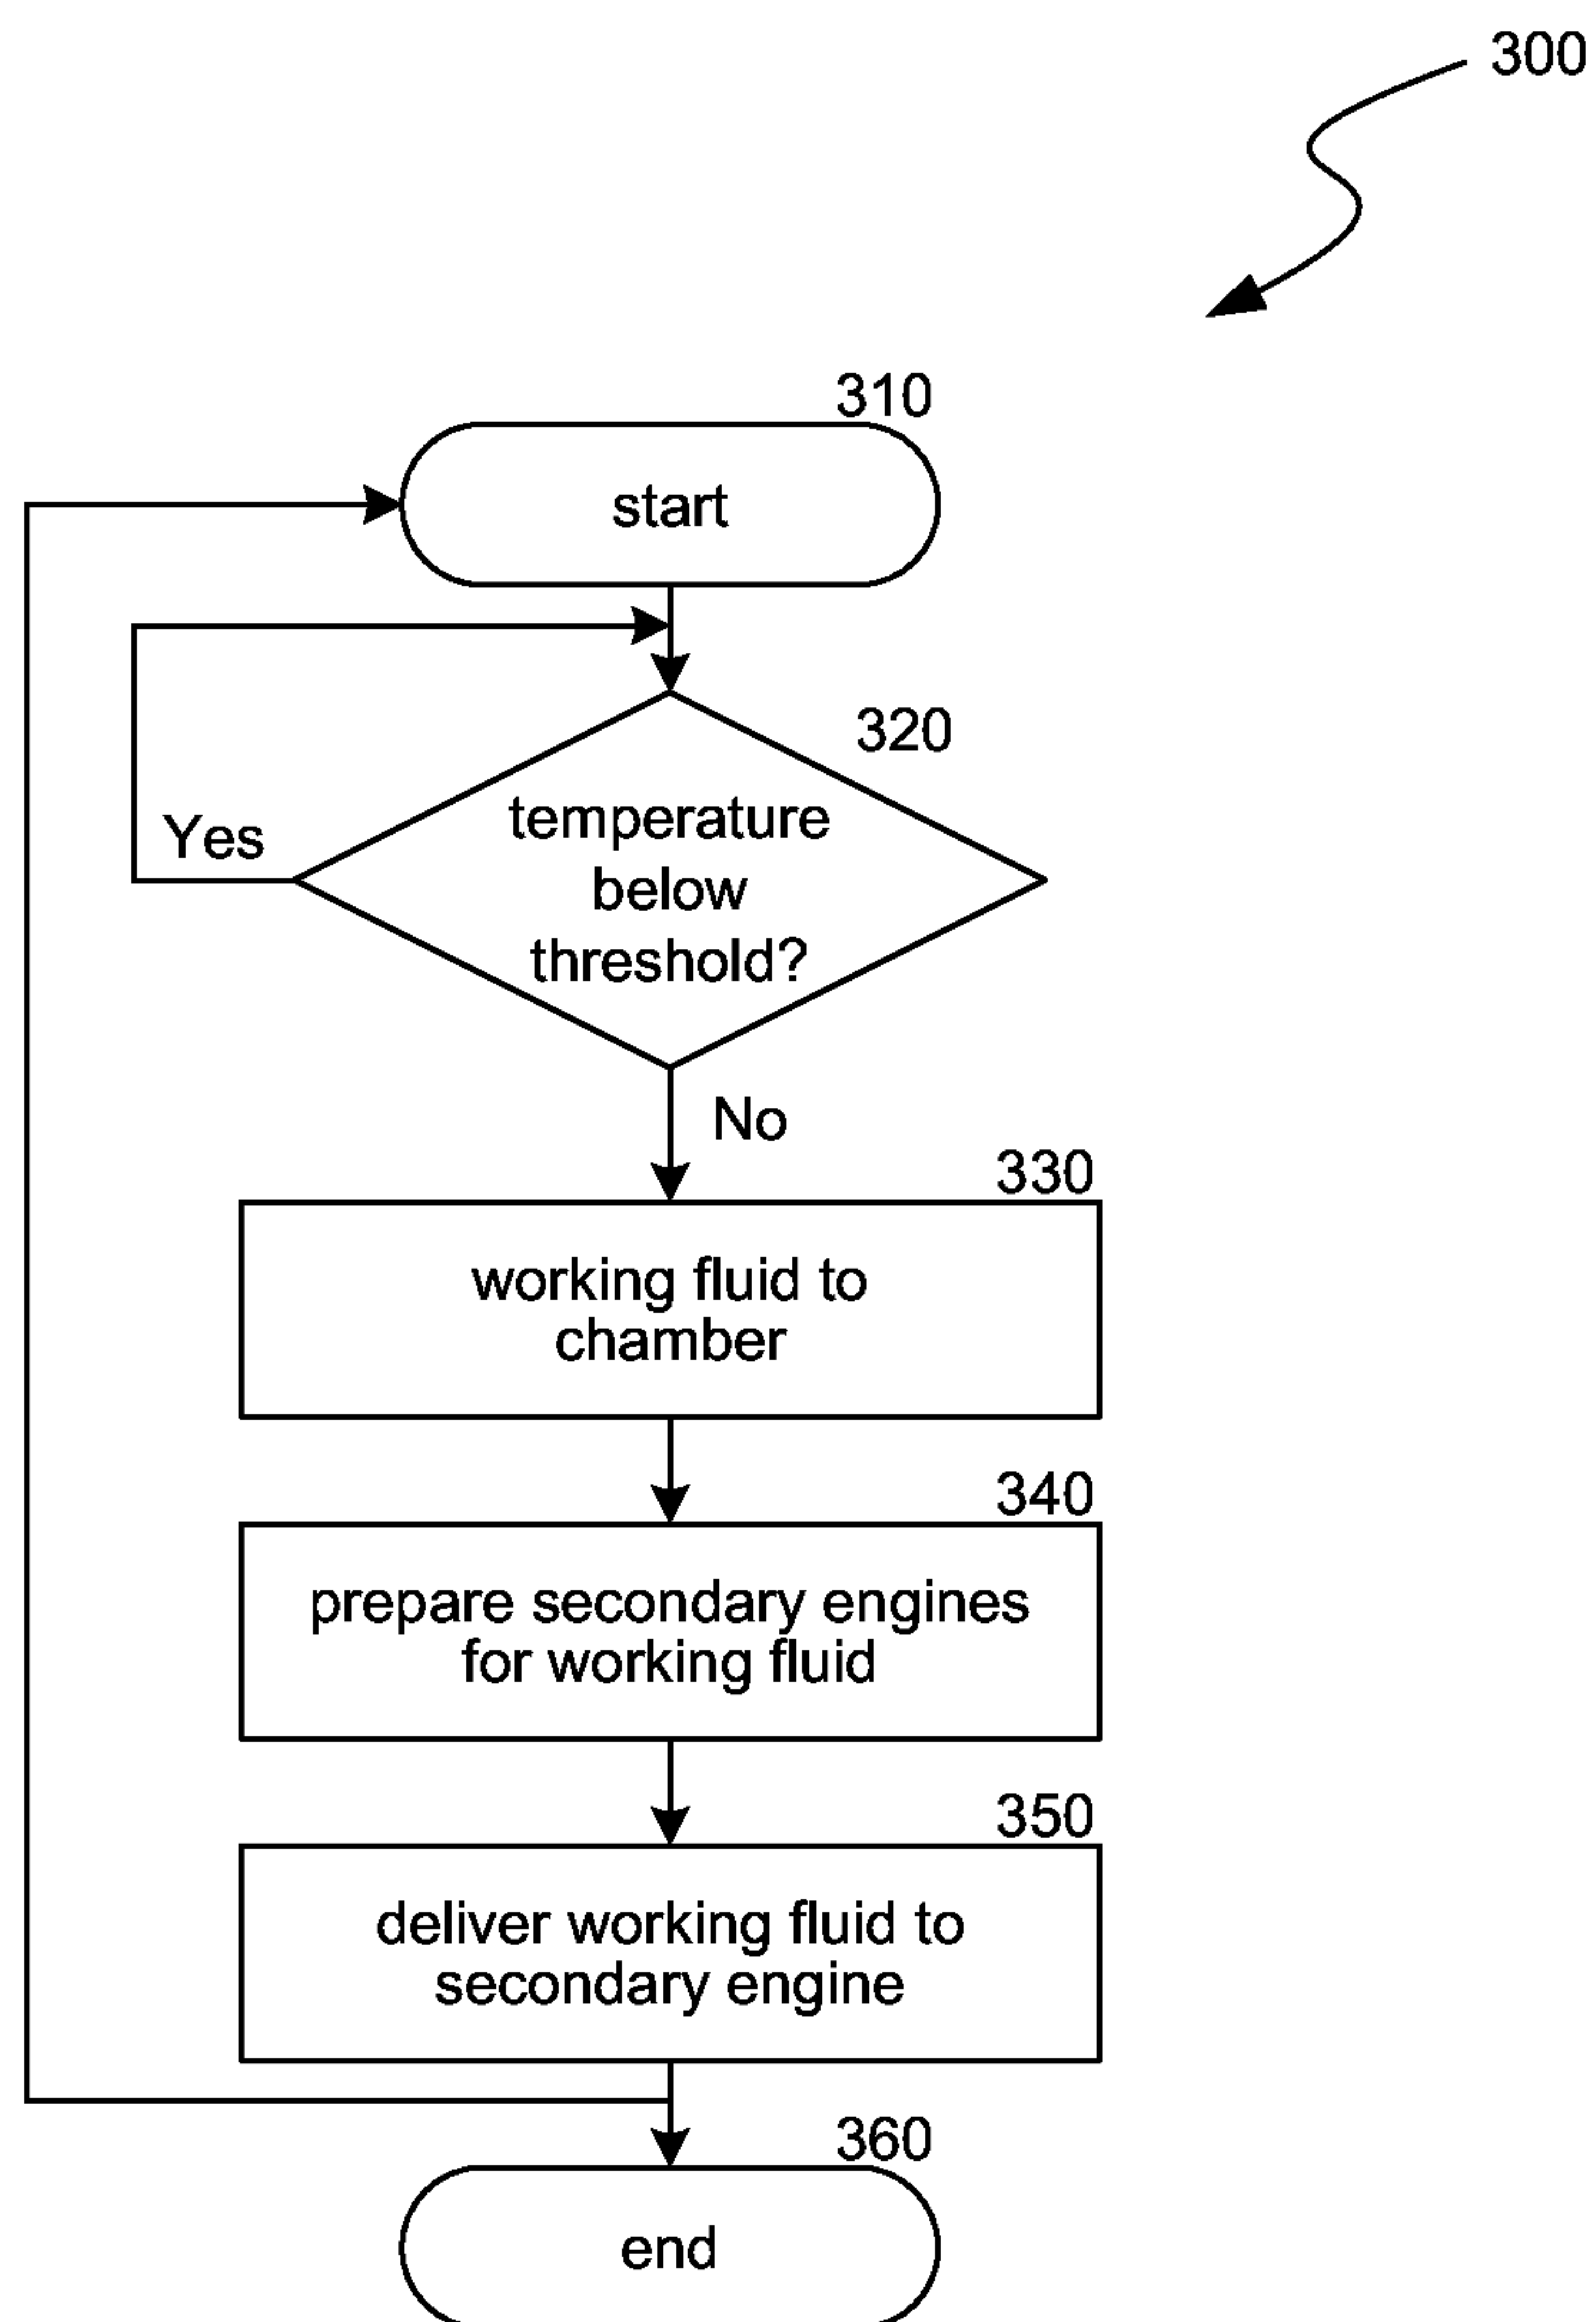 300
310
start
320
temperature
below
threshold?
Yes
No
330
working fluid to
chamber
340
prepare secondary engines
for working fluid
350
deliver working fluid to
secondary engine
360
end